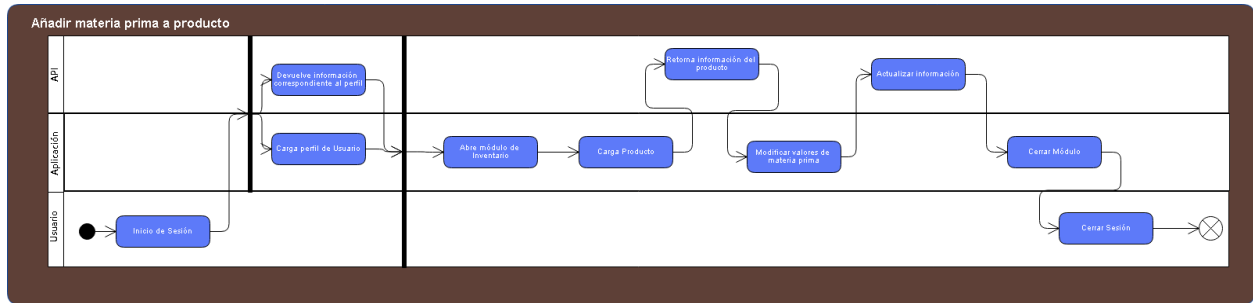 Añadir materia prima a producto
API
Aplicación
Usuario
Inicio de Sesión
Devuelve información
correspondiente al perfil
Carga perfil de Usuario
Abre módulo de
Inventario
Carga Producto
Retorna información del
producto
Modificar valores de
materia prima
Actualizar información
Cerrar Módulo
Cerrar Sesión